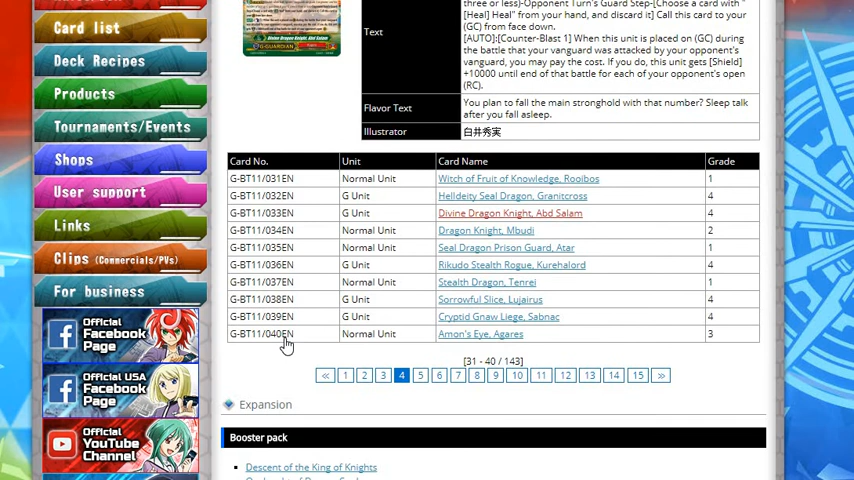 Card list
Deck Recipes
Products
Tournaments/Events
Shops
User support
Links
Clips (Commercials/PVs)
For business
Official
Facebook
Page
Official USA
Facebook
Page
Official
YouTube
Channel
G-GUARDIAN
Divine Dragon Knight, Abd Salam
Text
three or less)-Opponent Turn's Guard Step-[Choose a card with "
[Heal] Heal" from your hand, and discard it] Call this card to your
(GC) from face down.
[AUTO]:[Counter-Blast 1] When this unit is placed on (GC) during
the battle that your vanguard was attacked by your opponent's
vanguard, you may pay the cost. If you do, this unit gets [Shield]
+10000 until end of that battle for each of your opponent's open
(RC).
Flavor Text
You plan to fall the main stronghold with that number? Sleep talk
after you fall asleep.
Illustrator 白井秀実
Card No. Unit Card Name Grade
G-BT11/031EN Normal Unit Witch of Fruit of Knowledge, Rooibos 1
G-BT11/032EN G Unit Helldeity Seal Dragon, Granitcross 4
G-BT11/033EN G Unit Divine Dragon Knight, Abd Salam 4
G-BT11/034EN Normal Unit Dragon Knight, Mbudi 2
G-BT11/035EN Normal Unit Seal Dragon Prison Guard, Atar 1
G-BT11/036EN G Unit Rikudo Stealth Rogue, Kurehalord 4
G-BT11/037EN Normal Unit Stealth Dragon, Tenrei 1
G-BT11/038EN G Unit Sorrowful Slice, Lujairus 4
G-BT11/039EN G Unit Cryptid Gnaw Liege, Sabnac 4
G-BT11/040EN Normal Unit Amon's Eye, Agares 3
[31 - 40 / 143]
« 1 2 3 4 5 6 7 8 9 10 11 12 13 14 15 »
Expansion
Booster pack
Descent of the King of Knights